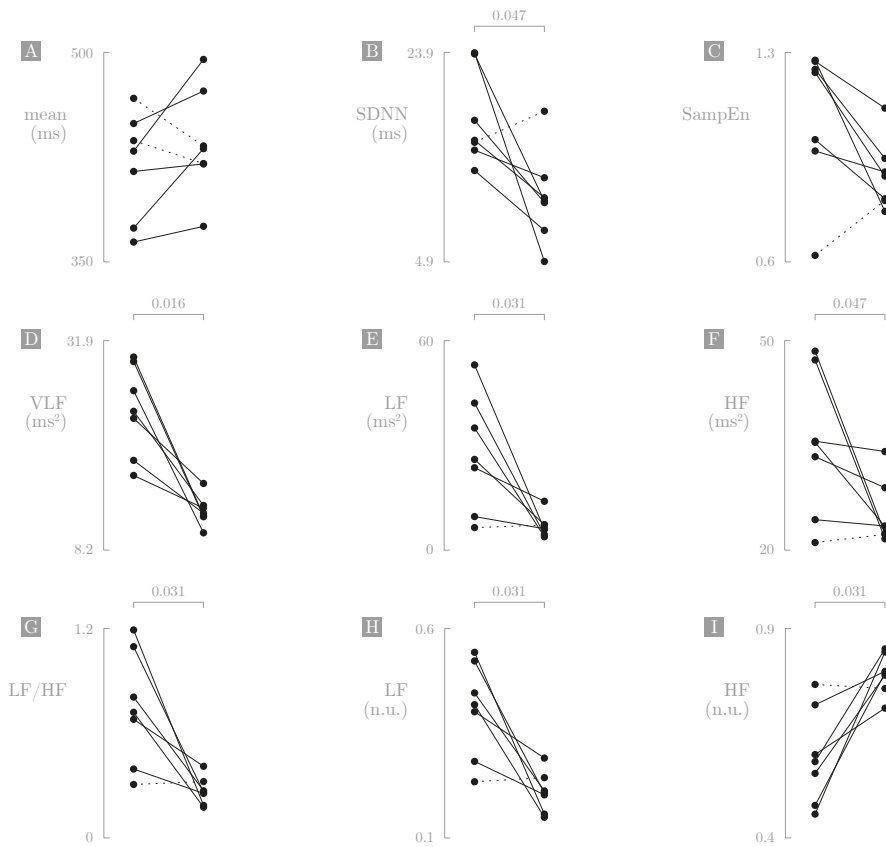 0.047
A
500
mean
(ms)
350
B
23.9
SDNN
(ms)
4.9
C
1.3
SampEn
0.6
0.016
0.031
0.047
D
31.9
VLF
(ms²)
8.2
E
60
LF
(ms²)
0
F
50
HF
(ms²)
20
0.031
0.031
0.031
G
1.2
LF/HF
0
H
0.6
LF
(n.u.)
0.1
I
0.9
HF
(n.u.)
0.4